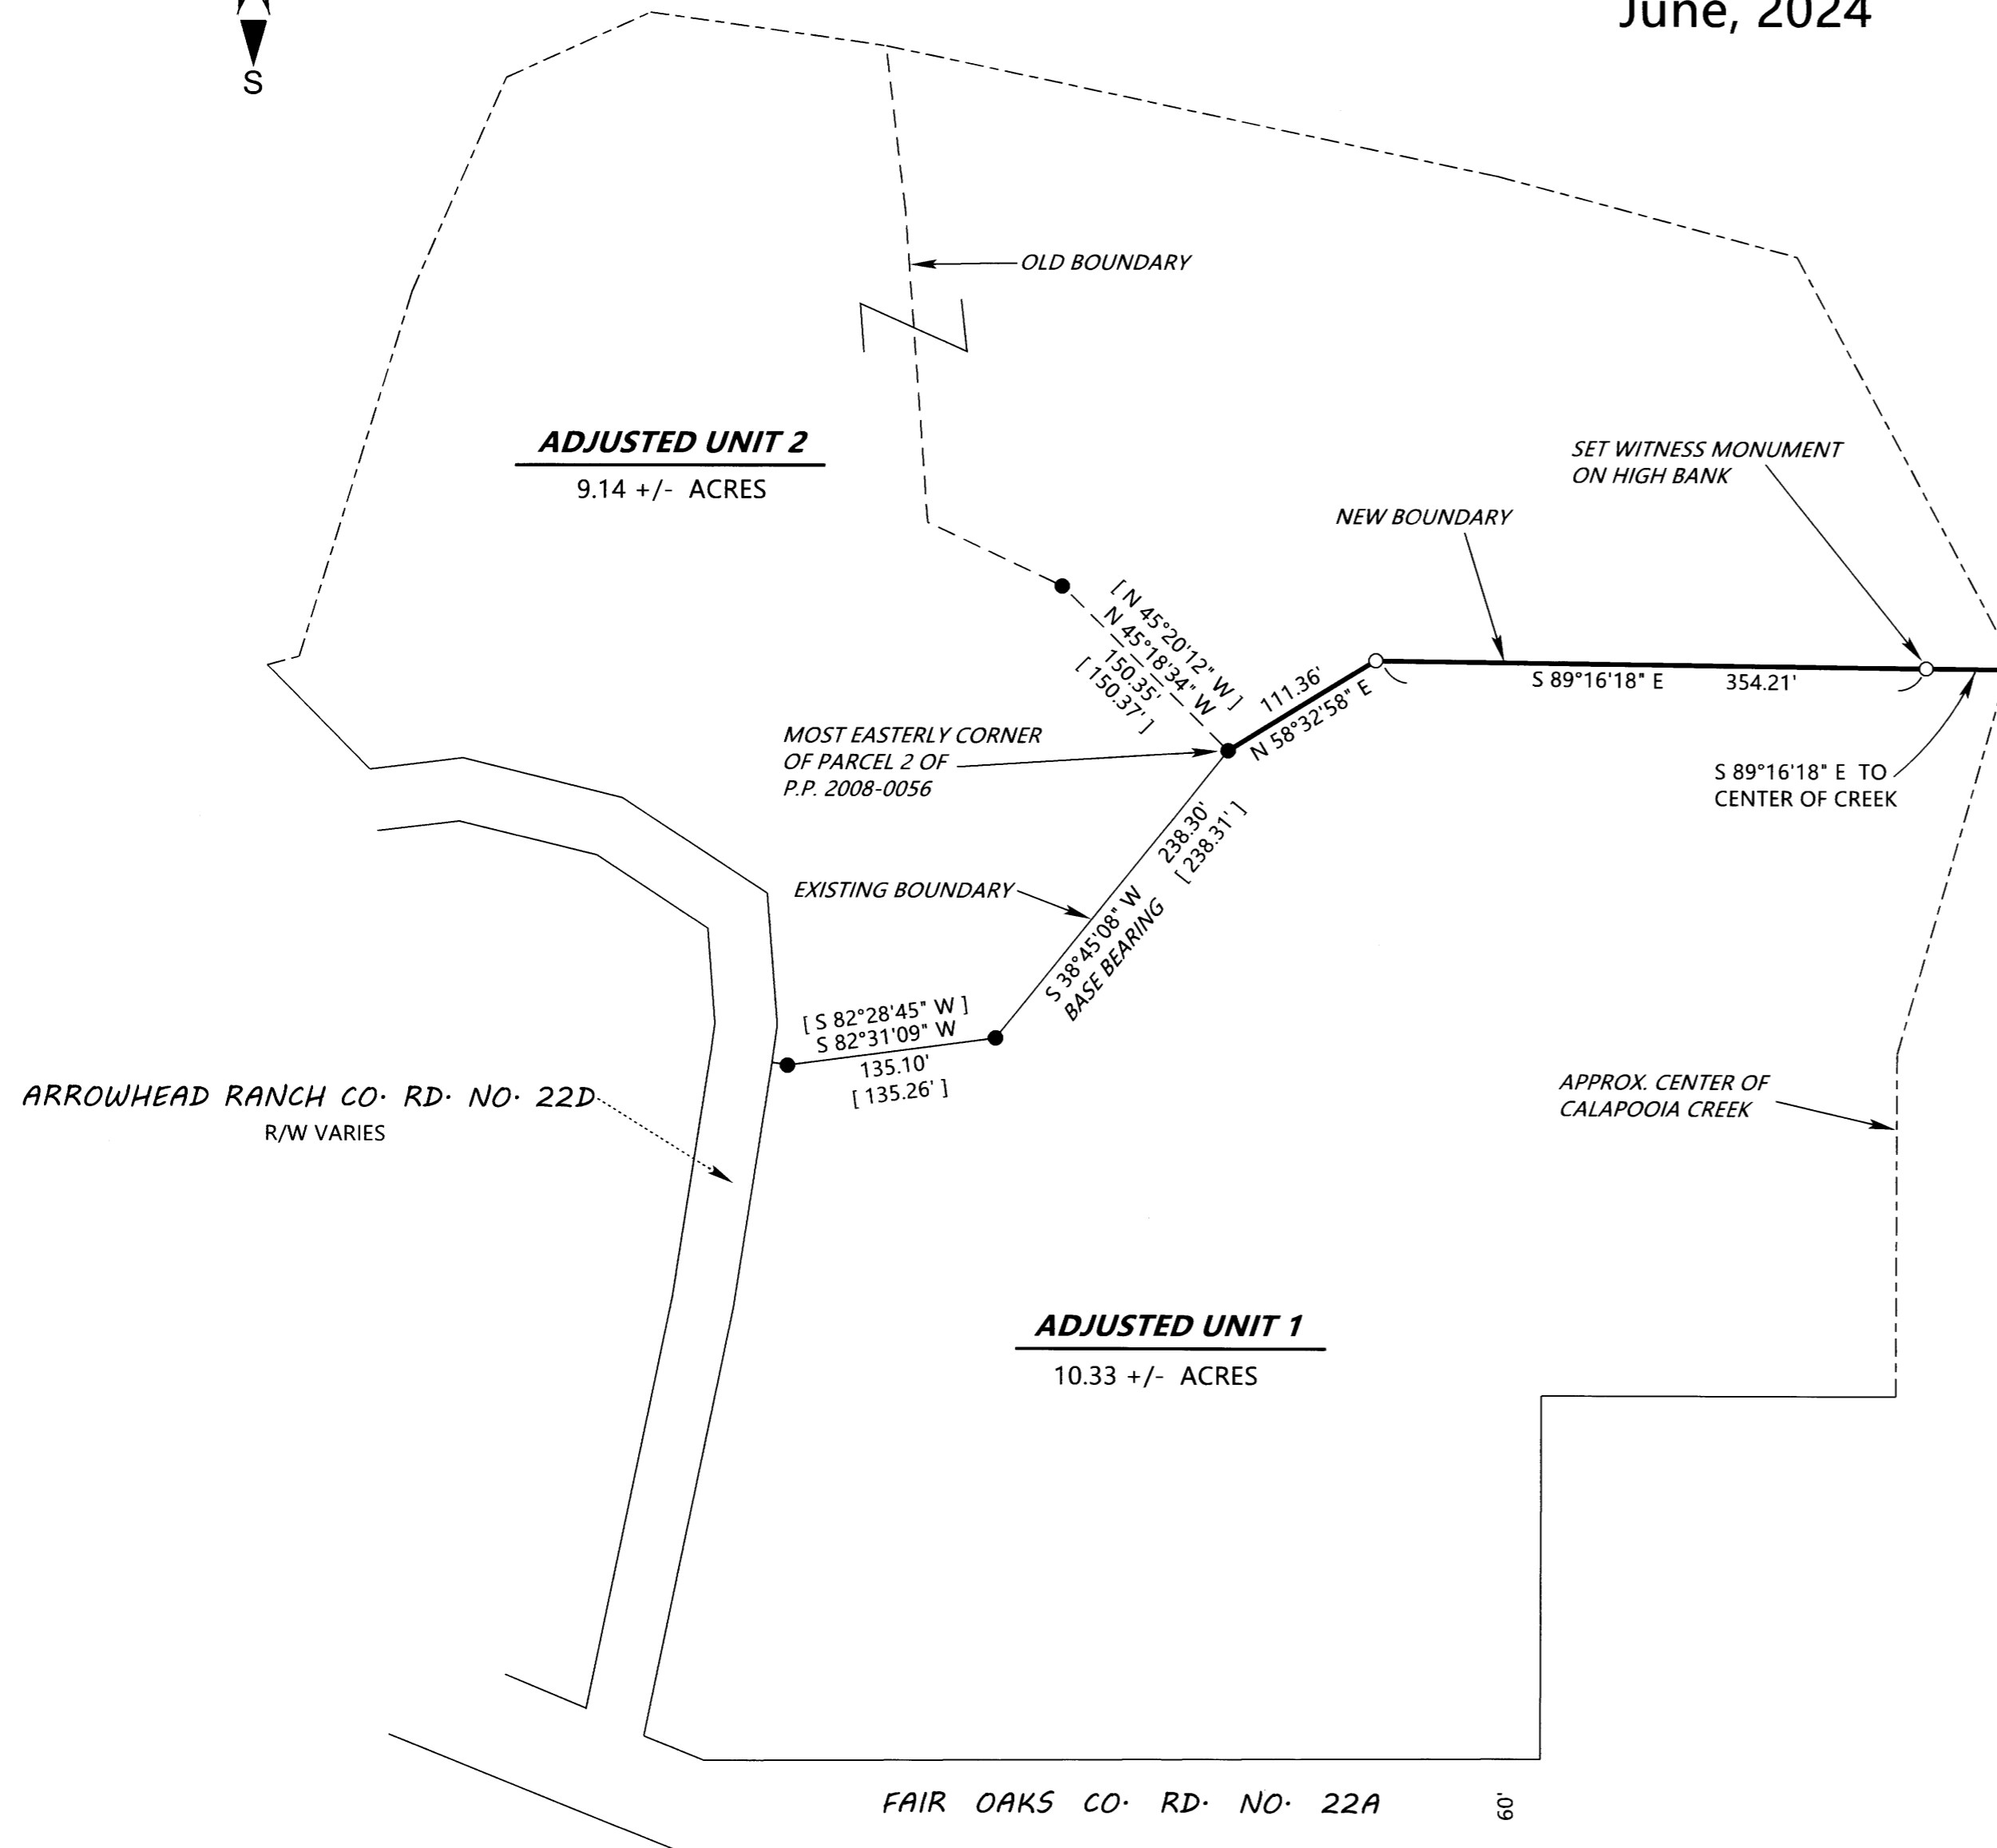 June, 2024
S
OLD BOUNDARY
ADJUSTED UNIT 2
9.14 +/- ACRES
SET WITNESS MONUMENT
ON HIGH BANK
NEW BOUNDARY
[ N 45°20'12" W ]
N 45°18'34" W
150.35'
[ 150.37' ]
111.36'
N 58°32'58" E
S 89°16'18" E 354.21'
MOST EASTERLY CORNER
OF PARCEL 2 OF
P.P. 2008-0056
S 89°16'18" E TO
CENTER OF CREEK
238.30'
[ 238.31' ]
EXISTING BOUNDARY
S 38°45'08" W
BASE BEARING
[ S 82°28'45" W ]
S 82°31'09" W
135.10'
[ 135.26' ]
ARROWHEAD RANCH CO. RD. NO. 22D
R/W VARIES
APPROX. CENTER OF
CALAPOOIA CREEK
ADJUSTED UNIT 1
10.33 +/- ACRES
FAIR OAKS CO. RD. NO. 22A
60'